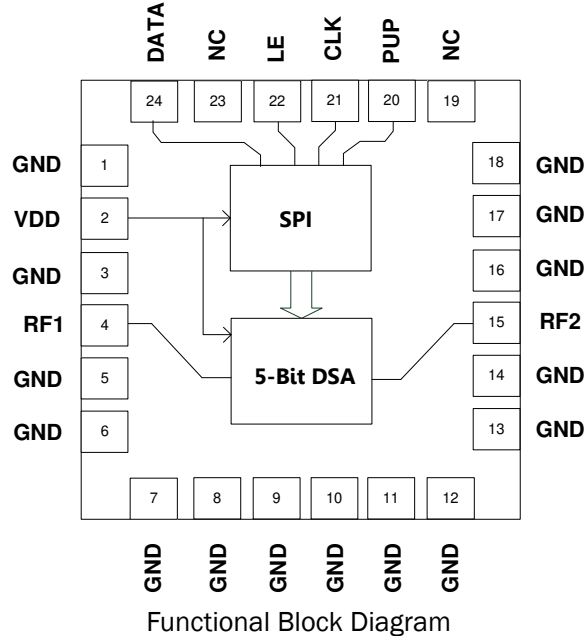 DATA NC LE CLK PUP NC
24 23 22 21 20 19
GND 1 18 GND
VDD 2 SPI 17 GND
GND 3 16 GND
RF1 4 15 RF2
GND 5 5-Bit DSA 14 GND
GND 6 13 GND
7 8 9 10 11 12
GND GND GND GND GND GND
Functional Block Diagram